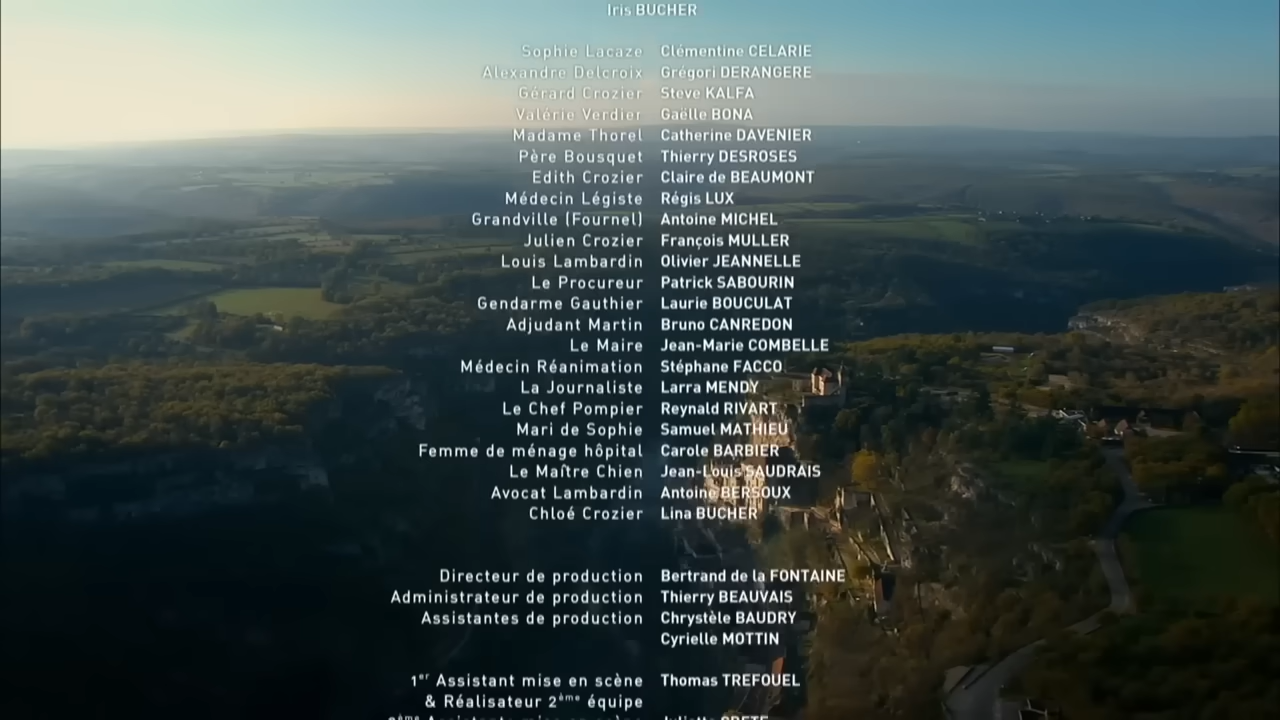 Iris BUCHER
Sophie Lacaze Clémentine CELARIE
Alexandre Delcroix Grégori DERANGERE
Gérard Crozier Steve KALFA
Valérie Verdier Gaëlle BONA
Madame Thorel Catherine DAVENIER
Père Bousquet Thierry DESROSES
Edith Crozier Claire de BEAUMONT
Médecin Légiste Régis LUX
Grandville (Fournel) Antoine MICHEL
Julien Crozier François MULLER
Louis Lambardin Olivier JEANNELLE
Le Procureur Patrick SABOURIN
Gendarme Gauthier Laurie BOUCULAT
Adjudant Martin Bruno CANREDON
Le Maire Jean-Marie COMBELLE
Médecin Réanimation Stéphane FACCO
La Journaliste Larra MENDY
Le Chef Pompier Reynald RIVART
Mari de Sophie Samuel MATHIEU
Femme de ménage hôpital Carole BARBIER
Le Maître Chien Jean-Louis SAUDRAIS
Avocat Lambardin Antoine BERSOUX
Chloé Crozier Lina BUCHER
Directeur de production Bertrand de la FONTAINE
Administrateur de production Thierry BEAUVAIS
Assistantes de production Chrystèle BAUDRY
Cyrielle MOTTIN
1er Assistant mise en scène Thomas TREFOUEL
& Réalisateur 2ème équipe